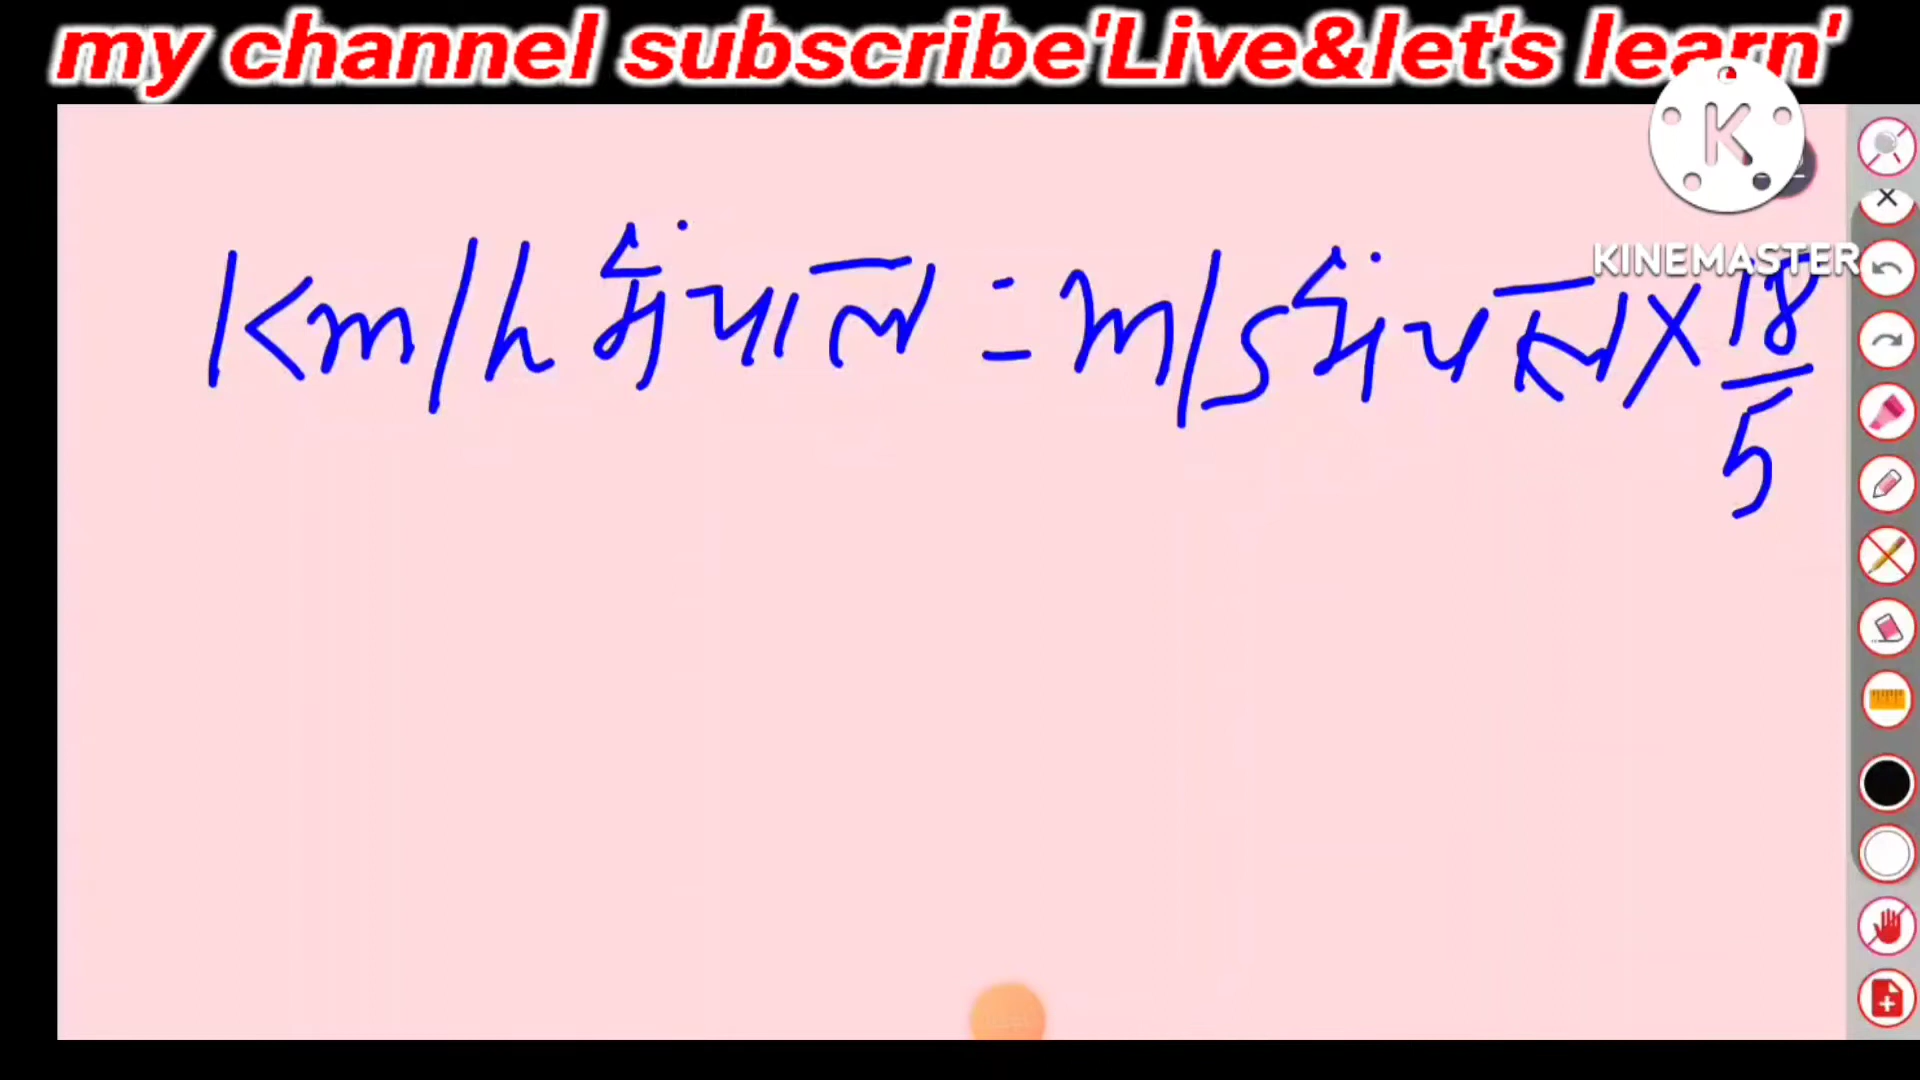 my channel subscribe'Live&let's learn'
K
KINEMASTER
Km/h में चाल = m/s में चाल × 18/5